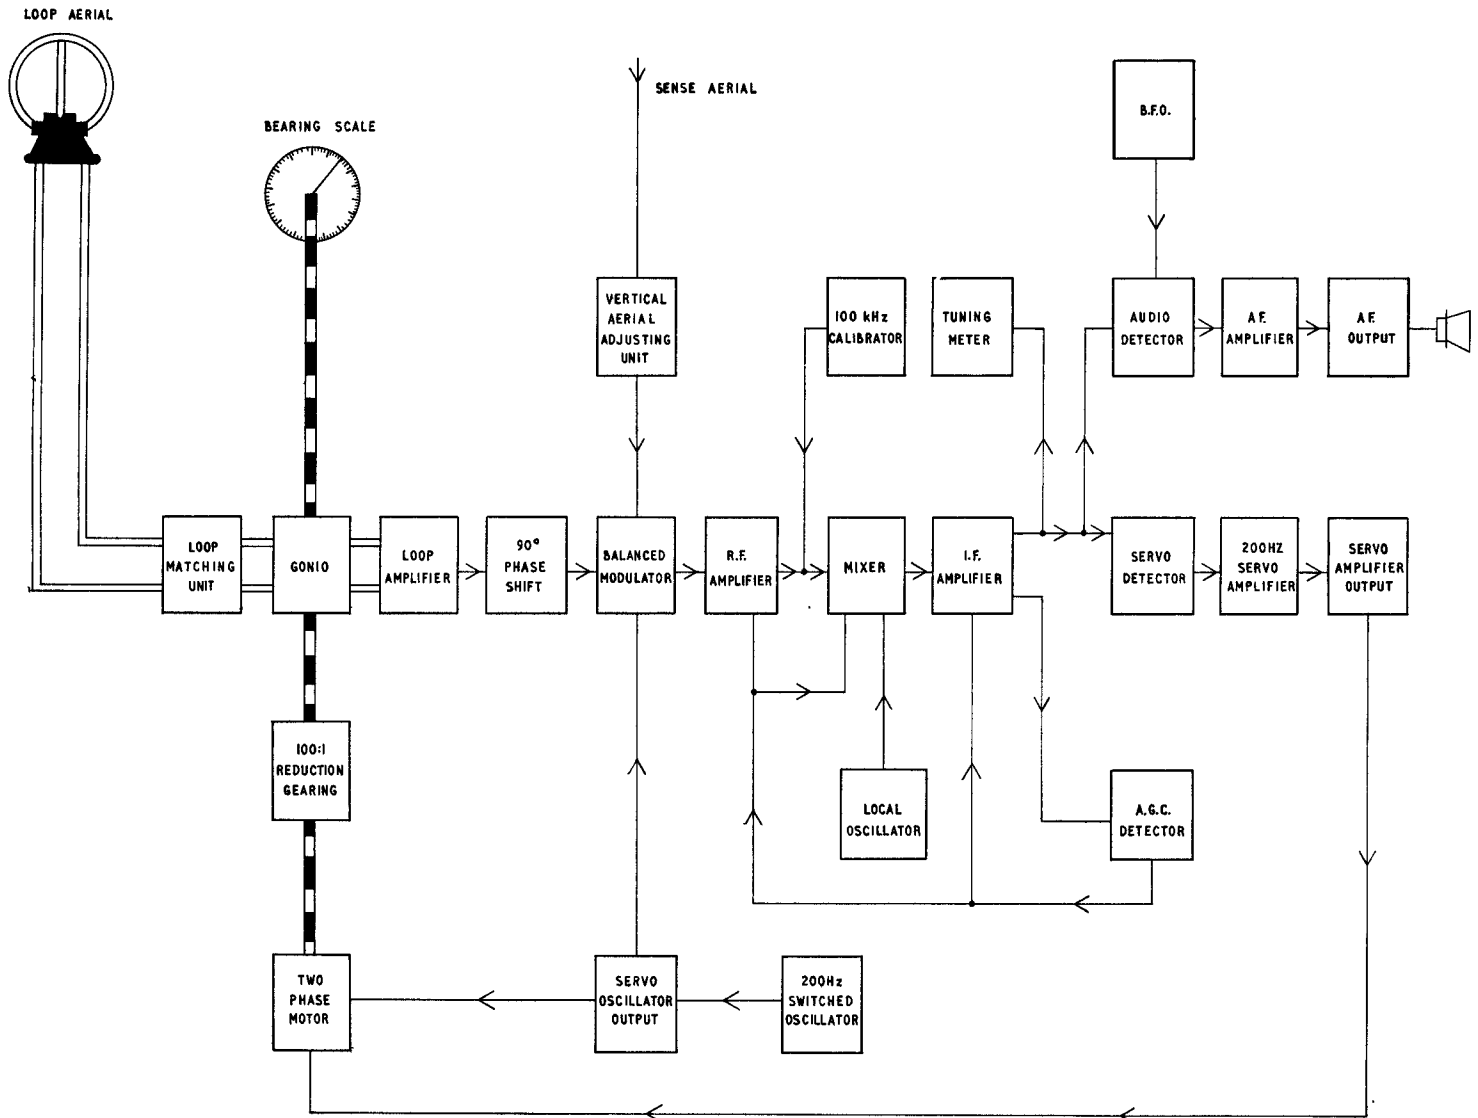 LOOP AERIAL
SENSE AERIAL
B.F.O.
BEARING SCALE
VERTICAL
AERIAL
ADJUSTING
UNIT
100 kHz
CALIBRATOR
TUNING
METER
AUDIO
DETECTOR
A.F.
AMPLIFIER
A.F.
OUTPUT
LOOP
MATCHING
UNIT
GONIO
LOOP
AMPLIFIER
90°
PHASE
SHIFT
BALANCED
MODULATOR
R.F.
AMPLIFIER
MIXER
I.F.
AMPLIFIER
SERVO
DETECTOR
200HZ
SERVO
AMPLIFIER
SERVO
AMPLIFIER
OUTPUT
100:1
REDUCTION
GEARING
LOCAL
OSCILLATOR
A.G.C.
DETECTOR
TWO
PHASE
MOTOR
SERVO
OSCILLATOR
OUTPUT
200Hz
SWITCHED
OSCILLATOR